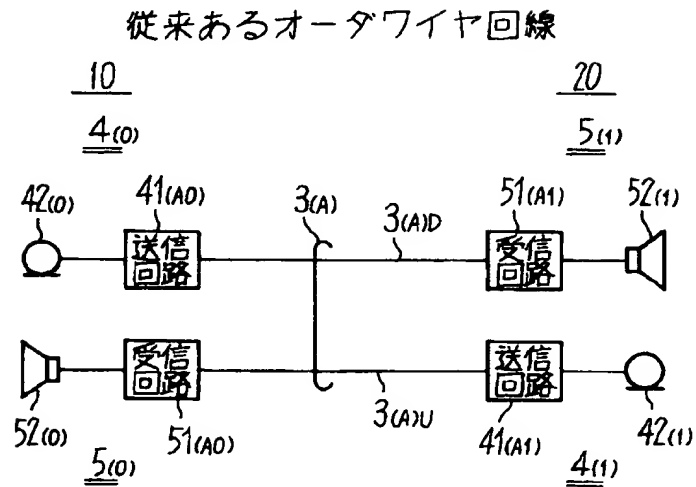 従来あるオーダワイヤ回線
10
20
4(0)
5(1)
42(0)
41(A0)
3(A)
3(A)D
51(A1)
52(1)
送信
回路
受信
回路
受信
回路
送信
回路
52(0)
51(A0)
3(A)U
41(A1)
42(1)
5(0)
4(1)